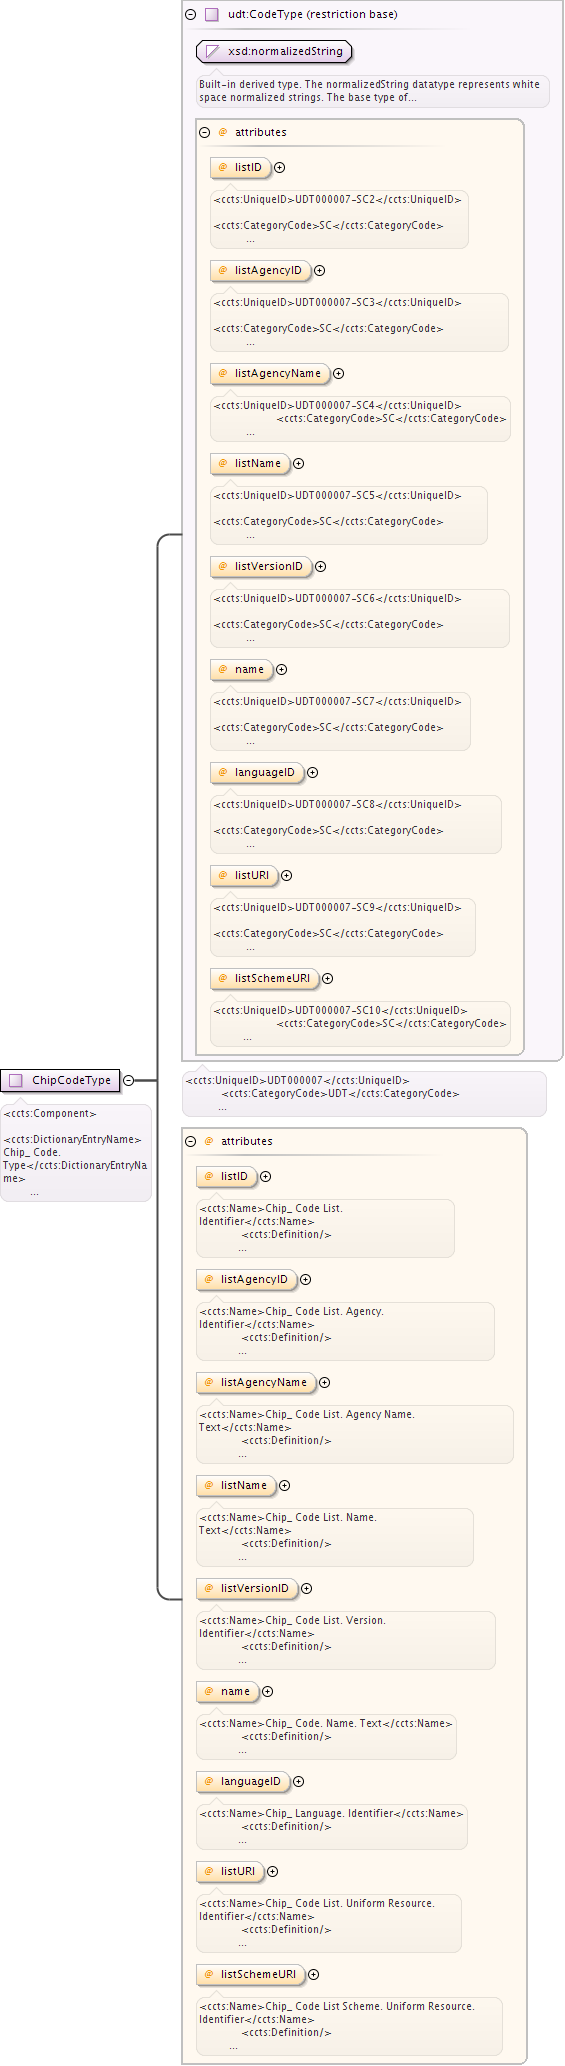 udt:CodeType (restriction base)
xsd:normalizedString
Built-in derived type. The normalizedString datatype represents white
space normalized strings. The base type of...
@ attributes
@ listID
<ccts:UniqueID>UDT000007-SC2</ccts:UniqueID>
<ccts:CategoryCode>SC</ccts:CategoryCode>
...
@ listAgencyID
<ccts:UniqueID>UDT000007-SC3</ccts:UniqueID>
<ccts:CategoryCode>SC</ccts:CategoryCode>
...
@ listAgencyName
<ccts:UniqueID>UDT000007-SC4</ccts:UniqueID>
<ccts:CategoryCode>SC</ccts:CategoryCode>
...
@ listName
<ccts:UniqueID>UDT000007-SC5</ccts:UniqueID>
<ccts:CategoryCode>SC</ccts:CategoryCode>
...
@ listVersionID
<ccts:UniqueID>UDT000007-SC6</ccts:UniqueID>
<ccts:CategoryCode>SC</ccts:CategoryCode>
...
@ name
<ccts:UniqueID>UDT000007-SC7</ccts:UniqueID>
<ccts:CategoryCode>SC</ccts:CategoryCode>
...
@ languageID
<ccts:UniqueID>UDT000007-SC8</ccts:UniqueID>
<ccts:CategoryCode>SC</ccts:CategoryCode>
...
@ listURI
<ccts:UniqueID>UDT000007-SC9</ccts:UniqueID>
<ccts:CategoryCode>SC</ccts:CategoryCode>
...
@ listSchemeURI
<ccts:UniqueID>UDT000007-SC10</ccts:UniqueID>
<ccts:CategoryCode>SC</ccts:CategoryCode>
...
ChipCodeType
<ccts:Component>
<ccts:DictionaryEntryName>
Chip_ Code.
Type</ccts:DictionaryEntryNa
me>
...
<ccts:UniqueID>UDT000007</ccts:UniqueID>
<ccts:CategoryCode>UDT</ccts:CategoryCode>
...
@ attributes
@ listID
<ccts:Name>Chip_ Code List.
Identifier</ccts:Name>
<ccts:Definition/>
...
@ listAgencyID
<ccts:Name>Chip_ Code List. Agency.
Identifier</ccts:Name>
<ccts:Definition/>
...
@ listAgencyName
<ccts:Name>Chip_ Code List. Agency Name.
Text</ccts:Name>
<ccts:Definition/>
...
@ listName
<ccts:Name>Chip_ Code List. Name.
Text</ccts:Name>
<ccts:Definition/>
...
@ listVersionID
<ccts:Name>Chip_ Code List. Version.
Identifier</ccts:Name>
<ccts:Definition/>
...
@ name
<ccts:Name>Chip_ Code. Name. Text</ccts:Name>
<ccts:Definition/>
...
@ languageID
<ccts:Name>Chip_ Language. Identifier</ccts:Name>
<ccts:Definition/>
...
@ listURI
<ccts:Name>Chip_ Code List. Uniform Resource.
Identifier</ccts:Name>
<ccts:Definition/>
...
@ listSchemeURI
<ccts:Name>Chip_ Code List Scheme. Uniform Resource.
Identifier</ccts:Name>
<ccts:Definition/>
...